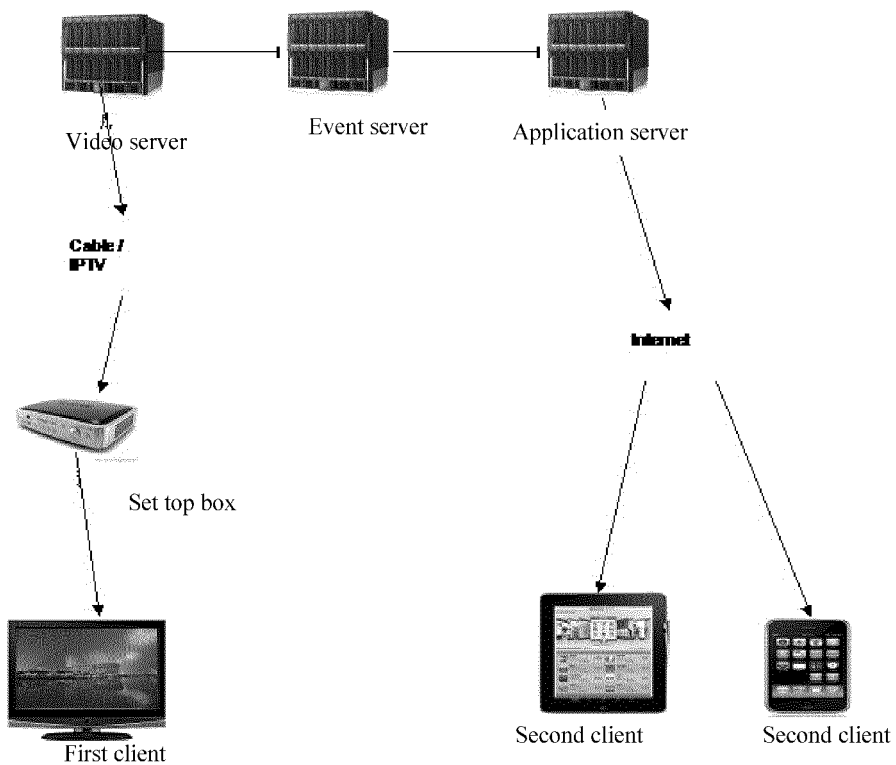 Video server
Event server
Application server
Cable /
IPTV
Internet
Set top box
First client
Second client
Second client